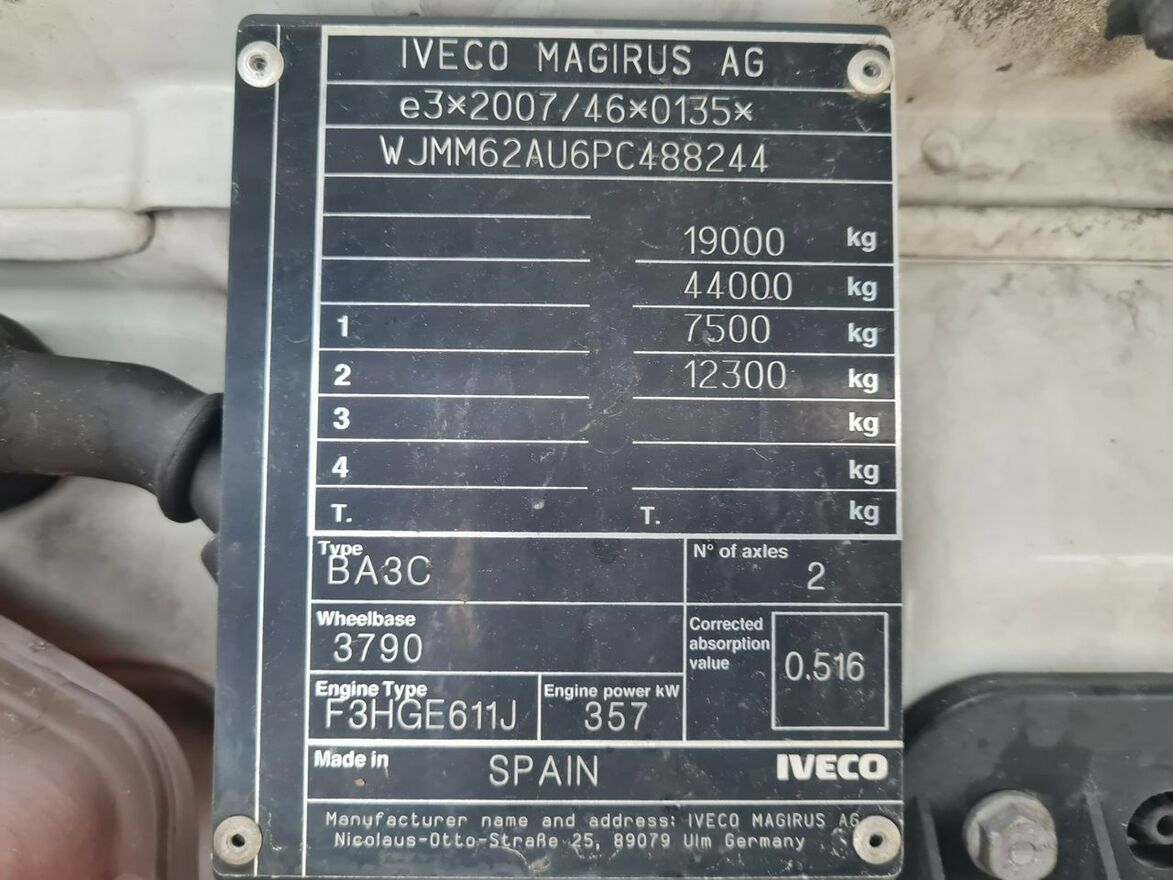 IVECO MAGIRUS AG
e3*2007/46*0135*
WJMM62AU6PC488244
19000 kg
44000 kg
1 7500 kg
2 12300 kg
3 kg
4 kg
T. T. kg
Type
BA3C
N° of axles
2
Wheelbase
3790
Corrected
absorption
value
0.516
Engine Type
F3HGE611J
Engine power kW
357
Made in SPAIN IVECO
Manufacturer name and address: IVECO MAGIRUS AG
Nicolaus-Otto-Straße 25, 89079 Ulm Germany